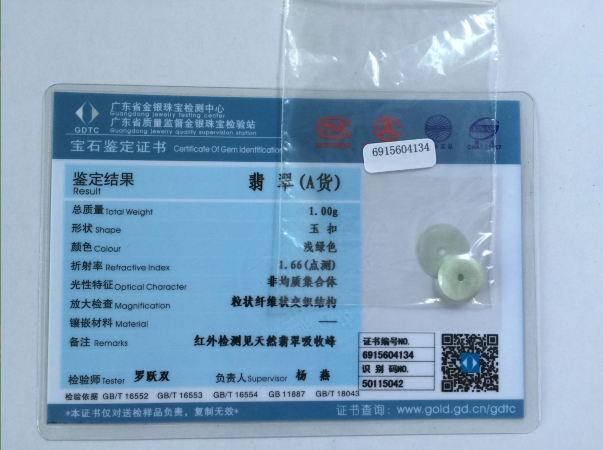 广东省金银珠宝检测中心
Guangdong jewelry testing center
广东省质量监督金银珠宝检验站
Guangdong jewelry quality supervision station
GDTC
宝石鉴定证书 Certificate Of Gem Identification
6915604134
鉴定结果
Result
翡翠(A货)
总质量 Total Weight 1.00g
形状 Shape 玉扣
颜色 Colour 浅绿色
折射率 Refractive Index 1.66(点测)
光性特征 Optical Character 非均质集合体
放大检查 Magnification 粒状纤维状交织结构
镶嵌材料 Material —
备注 Remarks 红外检测见天然翡翠吸收峰
检验师 Tester 罗跃双 负责人 Supervisor 杨燕
证书编号NO.
6915604134
识别码NO.
50115042
检验依据 GB/T 16552 GB/T 16553 GB/T 16554 GB 11887 GB/T 18043
*本证书仅对送检样品负责，复制无效* 证书查询：www.gold.gd.cn/gdtc